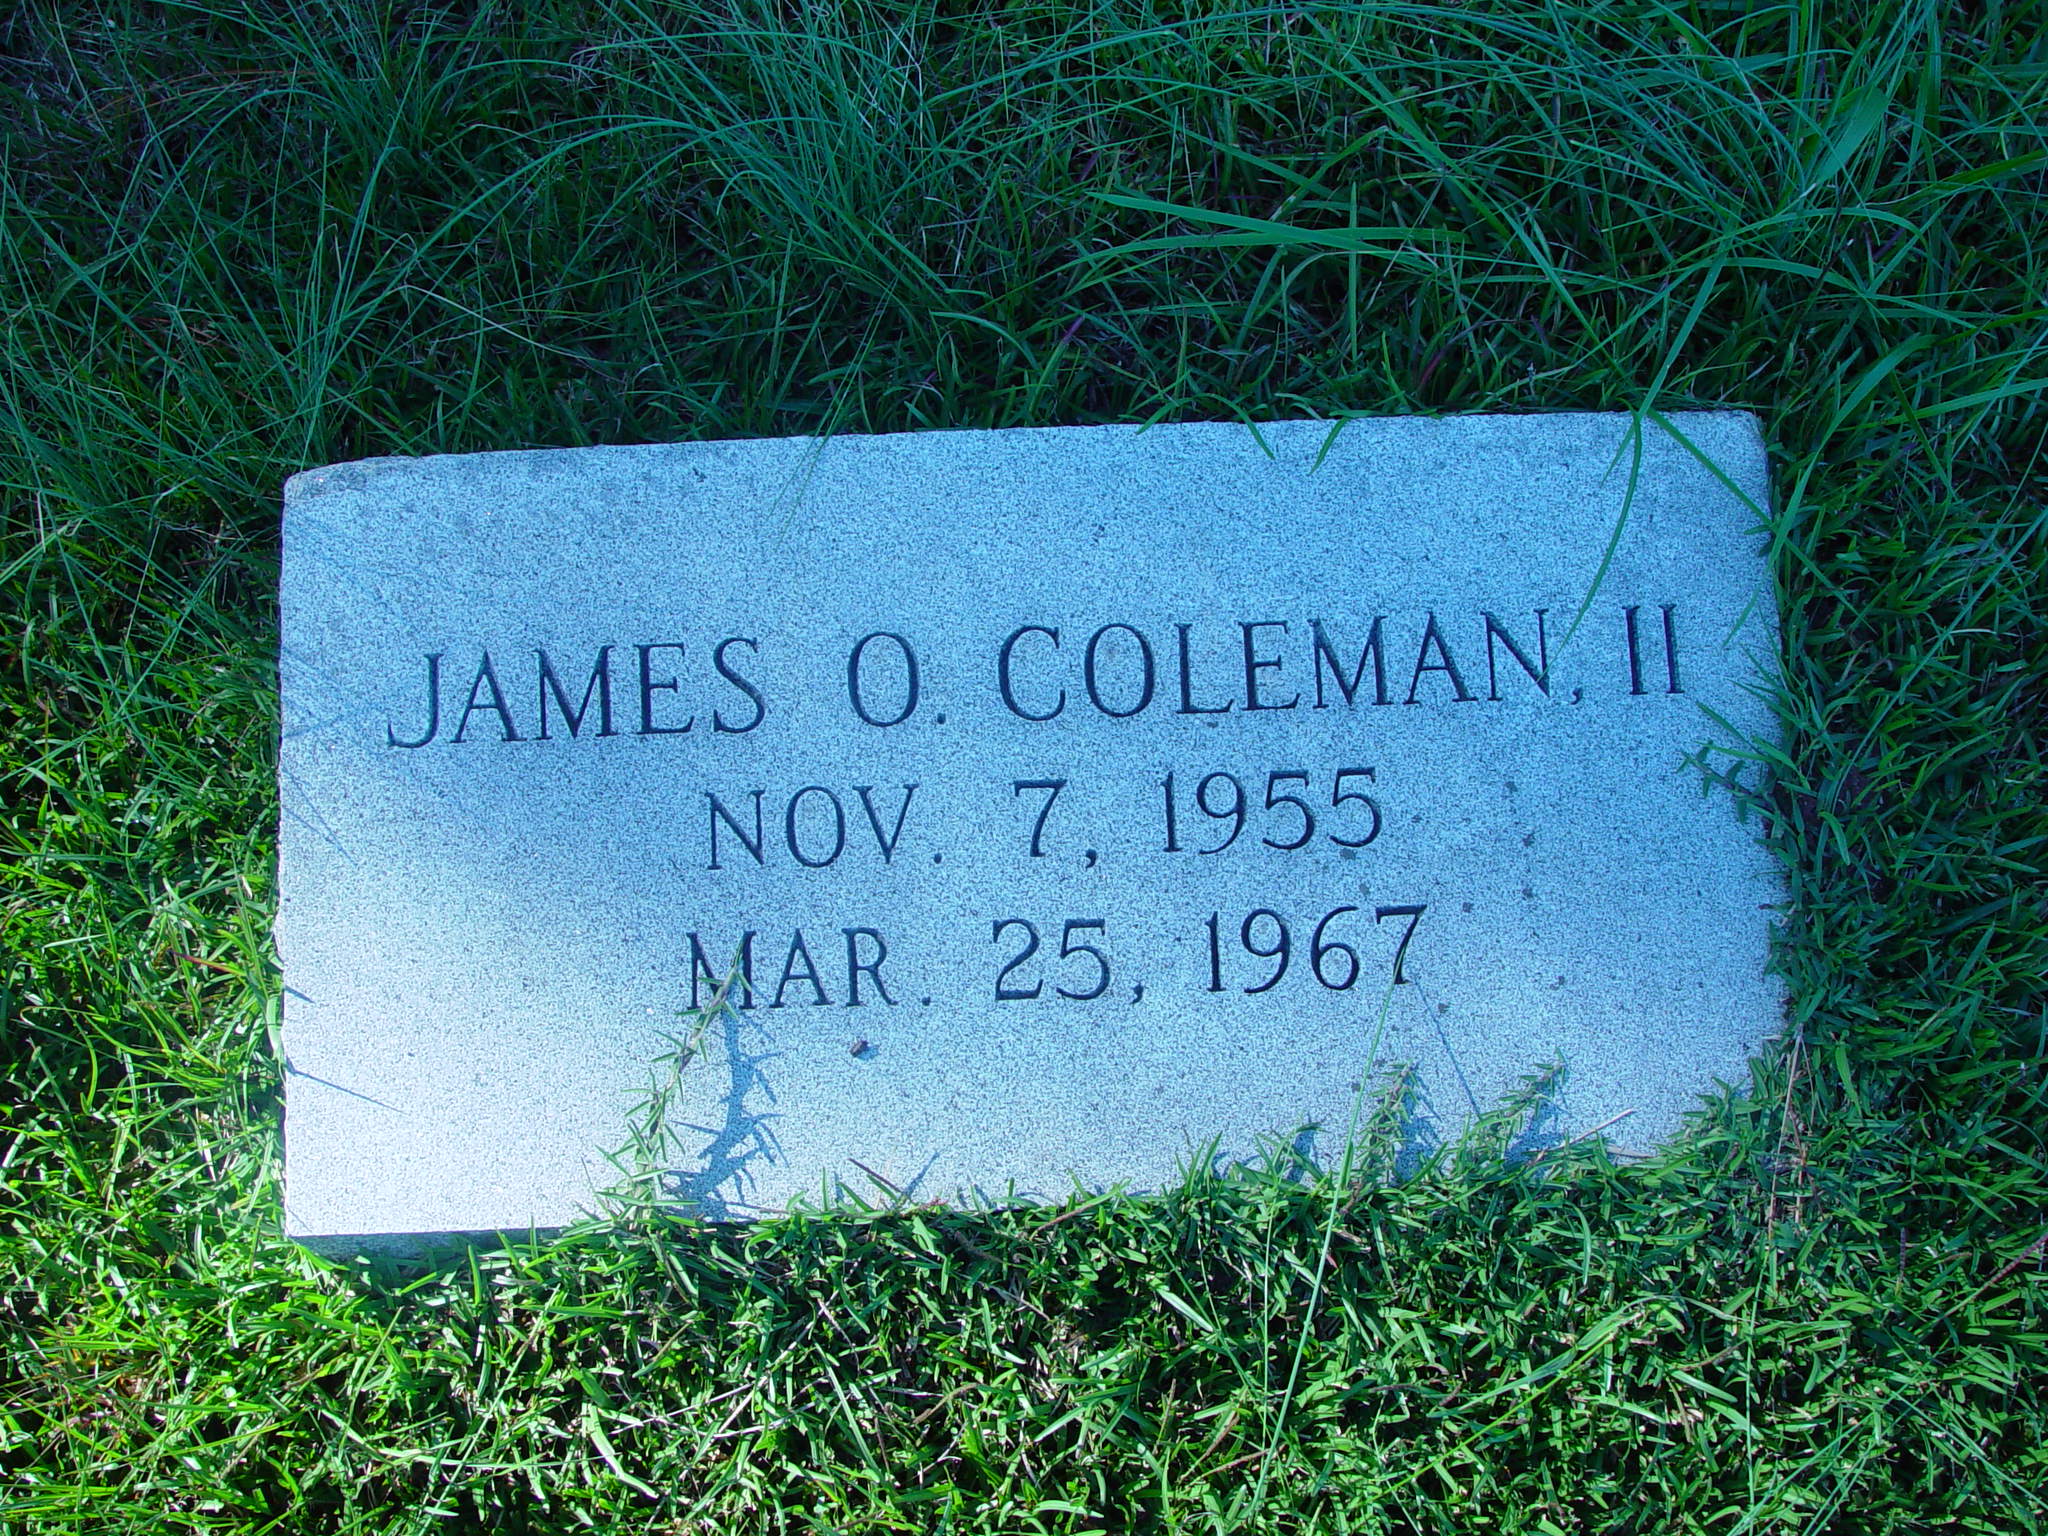 JAMES O. COLEMAN, II
NOV. 7, 1955
MAR. 25, 1967